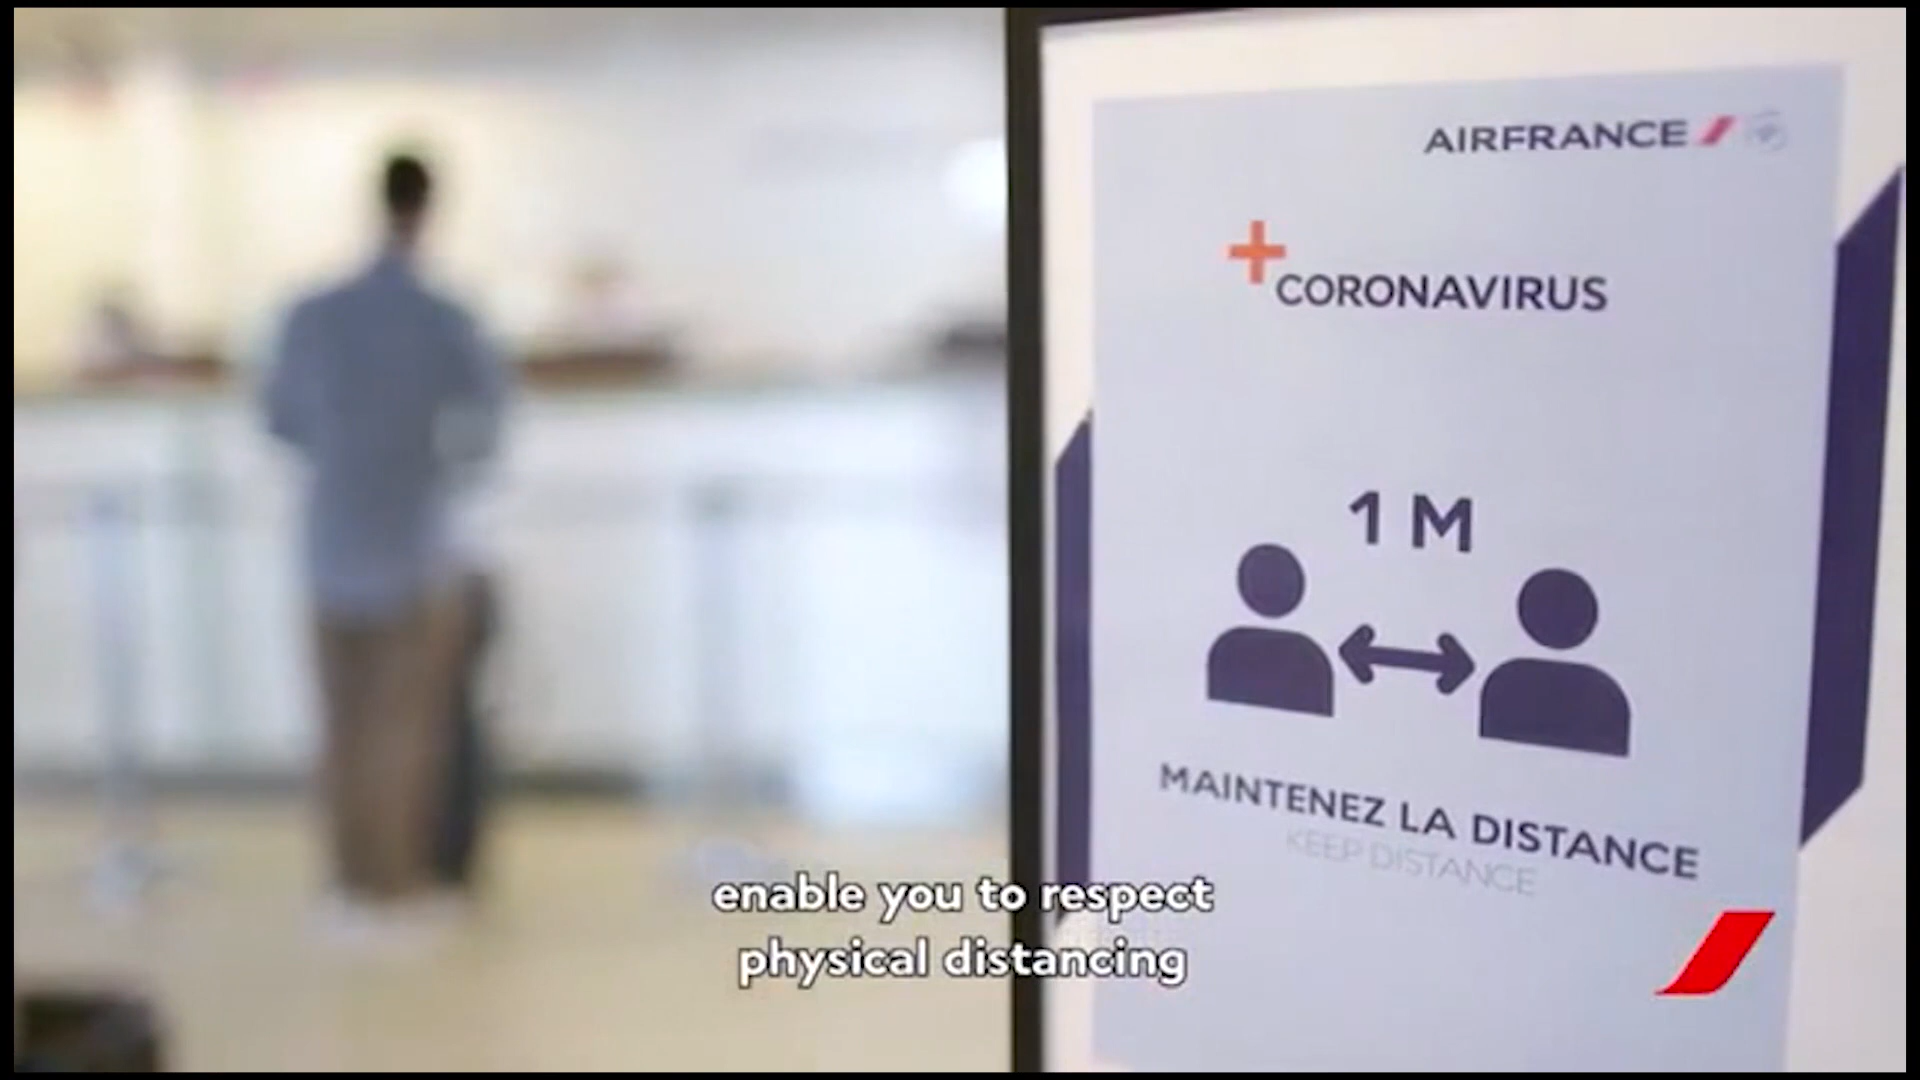 AIRFRANCE
CORONAVIRUS
1 M
MAINTENEZ LA DISTANCE
KEEP DISTANCE
enable you to respect
physical distancing